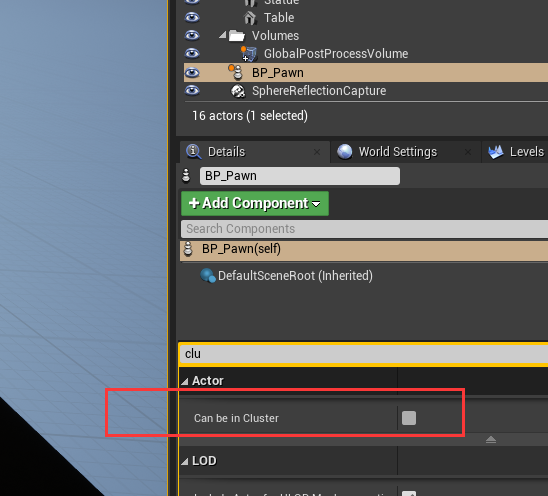 Statue
Table
Volumes
GlobalPostProcessVolume
BP_Pawn
SphereReflectionCapture
16 actors (1 selected)
Details
World Settings
Levels
BP_Pawn
Add Component
Search Components
BP_Pawn(self)
DefaultSceneRoot (Inherited)
clu
Actor
Can be in Cluster
LOD